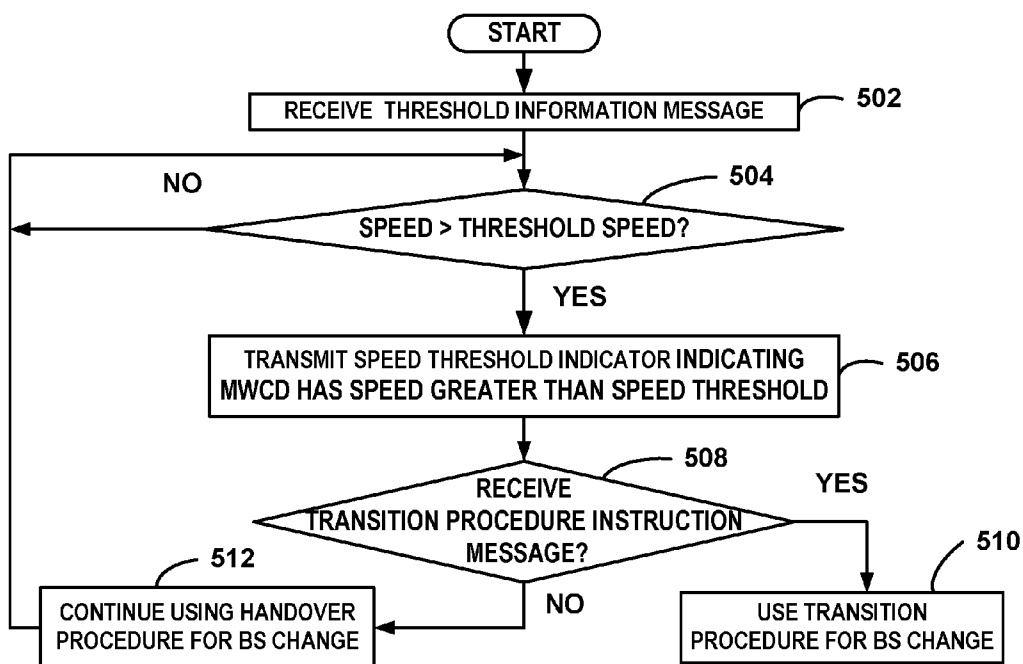 START
RECEIVE THRESHOLD INFORMATION MESSAGE
502
NO
504
SPEED > THRESHOLD SPEED?
YES
TRANSMIT SPEED THRESHOLD INDICATOR INDICATING
MWCD HAS SPEED GREATER THAN SPEED THRESHOLD
506
508
RECEIVE
TRANSITION PROCEDURE INSTRUCTION
MESSAGE?
YES
512
NO
510
CONTINUE USING HANDOVER
PROCEDURE FOR BS CHANGE
USE TRANSITION
PROCEDURE FOR BS CHANGE